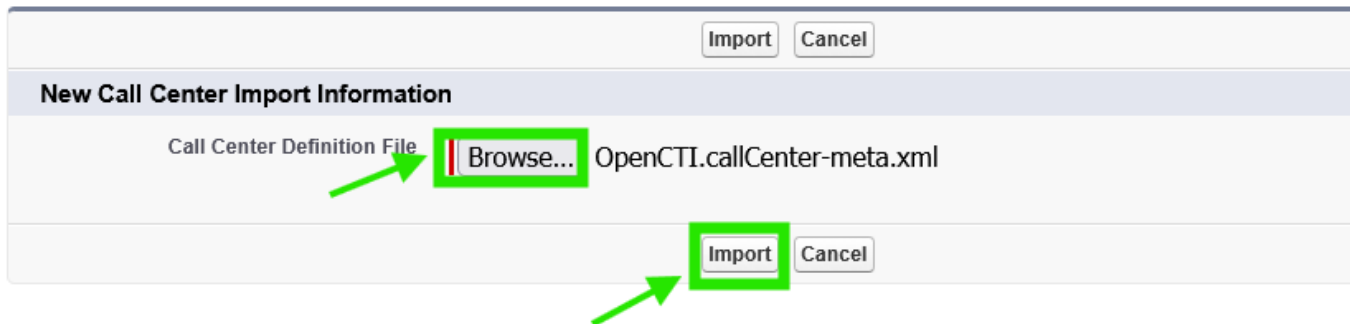 Import Cancel
New Call Center Import Information
Call Center Definition File Browse... OpenCTI.callCenter-meta.xml
Import Cancel